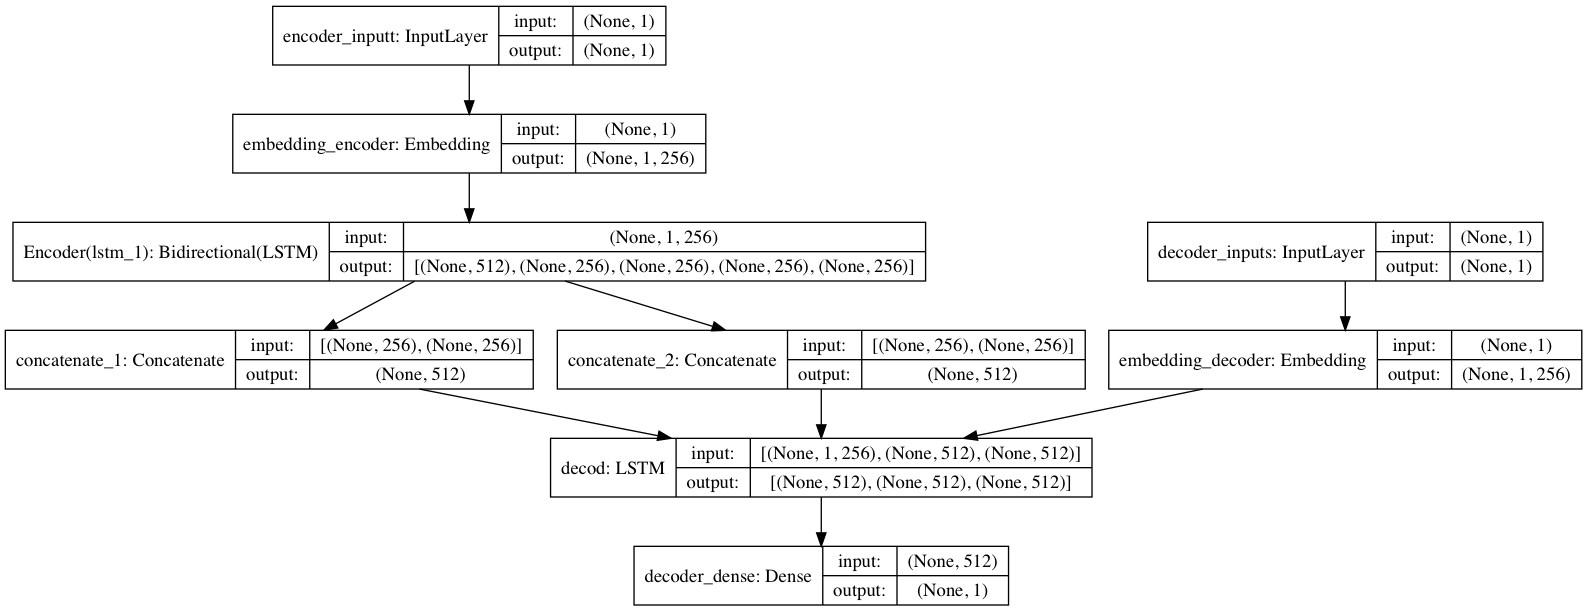 encoder_inputt: InputLayer
input: (None, 1)
output: (None, 1)
embedding_encoder: Embedding
input: (None, 1)
output: (None, 1, 256)
Encoder(lstm_1): Bidirectional(LSTM)
input: (None, 1, 256)
output: [(None, 512), (None, 256), (None, 256), (None, 256), (None, 256)]
decoder_inputs: InputLayer
input: (None, 1)
output: (None, 1)
concatenate_1: Concatenate
input: [(None, 256), (None, 256)]
output: (None, 512)
concatenate_2: Concatenate
input: [(None, 256), (None, 256)]
output: (None, 512)
embedding_decoder: Embedding
input: (None, 1)
output: (None, 1, 256)
decod: LSTM
input: [(None, 1, 256), (None, 512), (None, 512)]
output: [(None, 512), (None, 512), (None, 512)]
decoder_dense: Dense
input: (None, 512)
output: (None, 1)